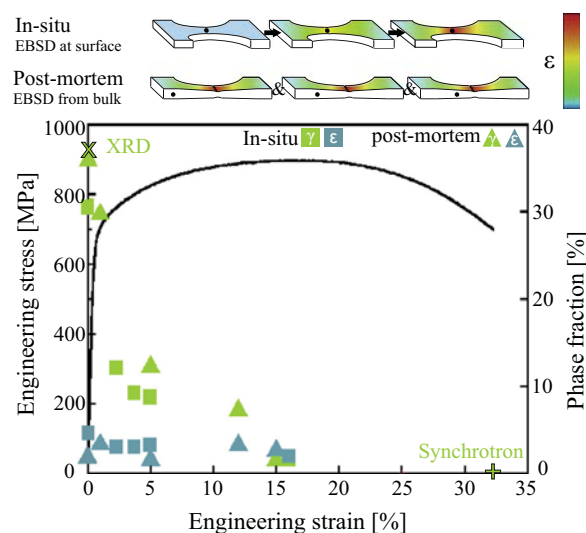 In-situ
EBSD at surface
Post-mortem
EBSD from bulk
& &
ε
1000
800
600
400
200
0
Engineering stress [MPa]
XRD
In-situ γ ε
post-mortem γ ε
Synchrotron
40
30
20
10
0
Phase fraction [%]
0 5 10 15 20 25 30 35
Engineering strain [%]